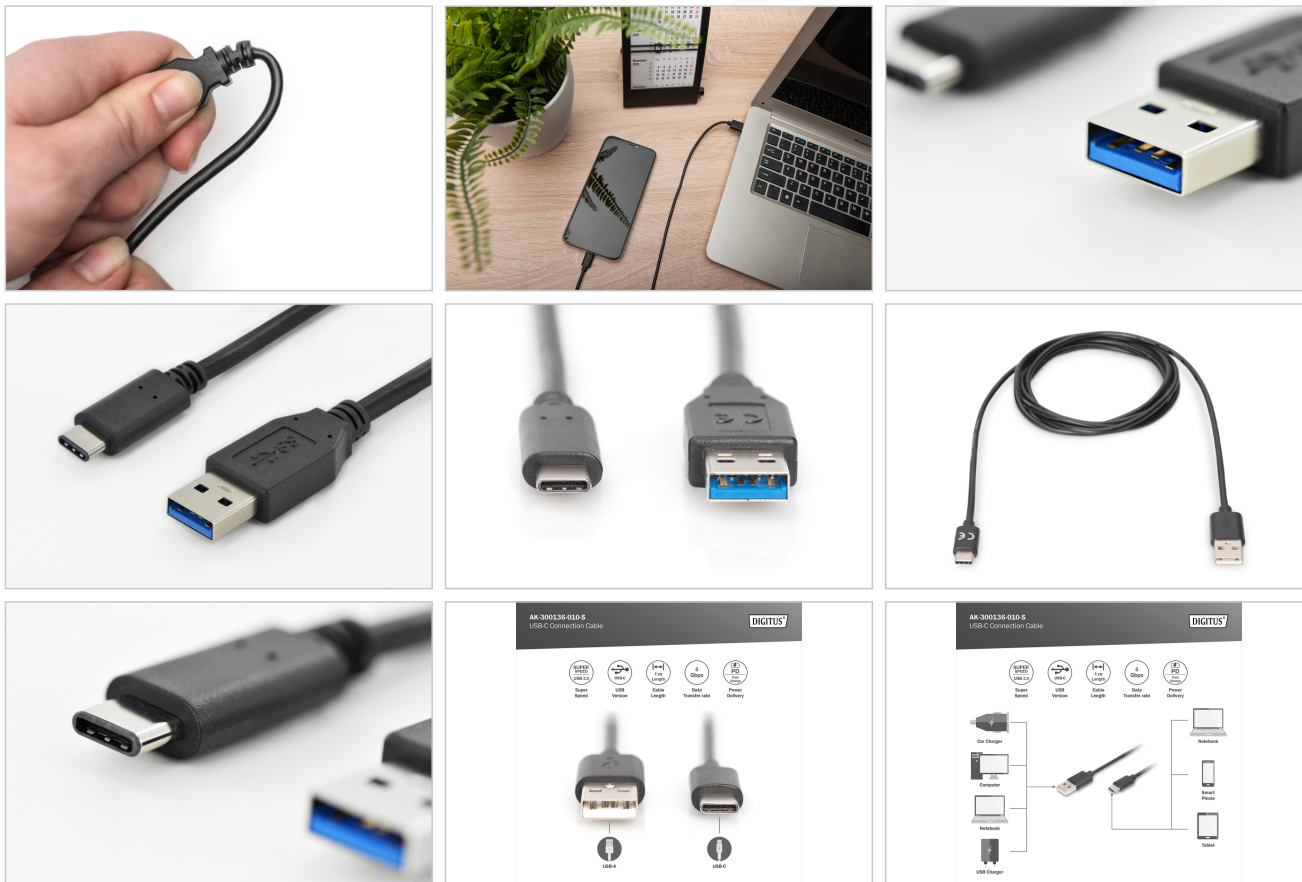 CE
AK-300136-010-S
USB-C Connection Cable
DIGITUS®
SUPER
SPEED
USB 3.0
USB-C
1 m
Length
5
Gbps
PD
Super
Speed
USB
Version
Cable
Length
Data
Transfer rate
Power
Delivery
USB-A
USB-C
AK-300136-010-S
USB-C Connection Cable
DIGITUS®
SUPER
SPEED
USB 3.0
USB-C
1 m
Length
5
Gbps
PD
Super
Speed
USB
Version
Cable
Length
Data
Transfer rate
Power
Delivery
Car Charger
Computer
Notebook
USB Charger
Notebook
Smart
Phone
Tablet